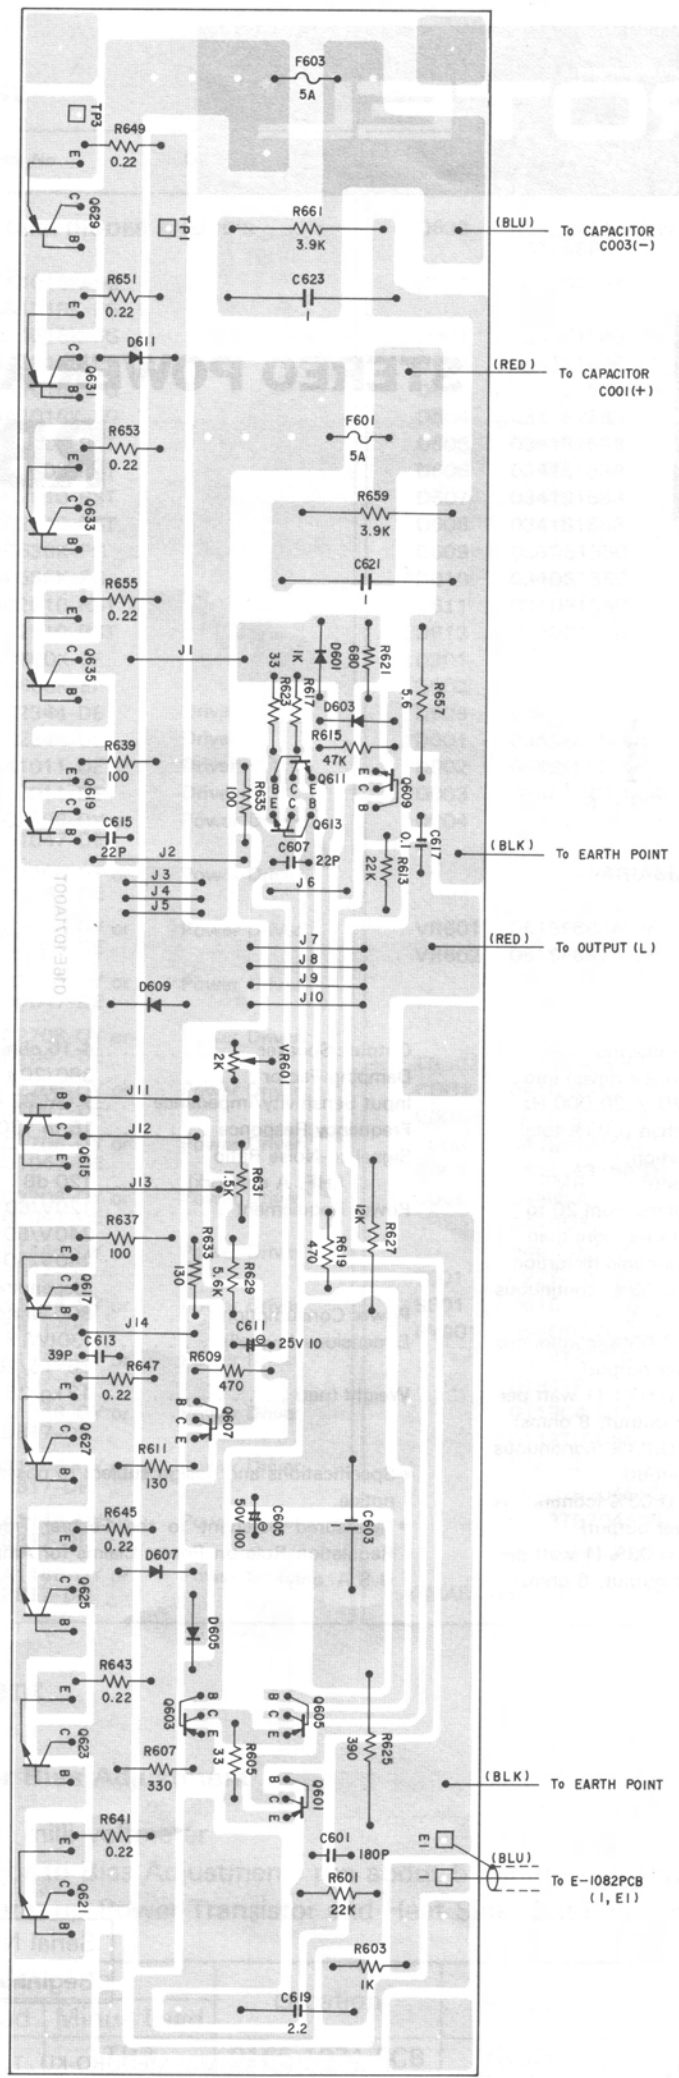 F603
5A
TP3
R649
0.22
E
C
B
Q629
TP1
R661
3.9K
(BLU)
To CAPACITOR
C003(-)
R651
0.22
C623
1
E
C
B
Q631
D611
(RED)
To CAPACITOR
C001(+)
STEREO POWER
F601
5A
R653
0.22
E
C
B
Q633
R659
3.9K
C621
1
R655
0.22
E
C
B
Q635
J1
33
R623
1K
R617
D601
680
R621
5.6
R657
D603
R615
47K
R639
100
E
C
B
Q619
100
R635
Q611
B C E
E C B
Q613
E
C
B
Q609
C615
22P
J2
C607
22P
22K
R613
0.1
C617
(BLK)
To EARTH POINT
J3
J4
J5
J6
016E1071A00T
J7
J8
J9
J10
(RED)
To OUTPUT (L)
D609
2K
VR601
J11
J12
B
C
E
Q615
J13
1.5K
R631
R637
100
E
C
B
Q617
R633
130
5.6K
R629
470
R619
12K
R627
J14
C611
25V 10
C613
39P
R647
0.22
R609
470
E
C
B
Q627
B
C
E
Q607
R611
130
50V 100
C605
C603
R645
0.22
E
C
B
Q625
D607
D605
R643
0.22
E
C
B
Q623
Q603
B
C
E
B
C
E
Q605
33
R605
390
R625
R607
330
B
C
E
Q601
(BLK)
To EARTH POINT
R641
0.22
E
C
B
Q621
C601
180P
E1
1
(BLU)
To E-1082PCB
(1, E1)
R601
22K
R603
1K
C619
2.2